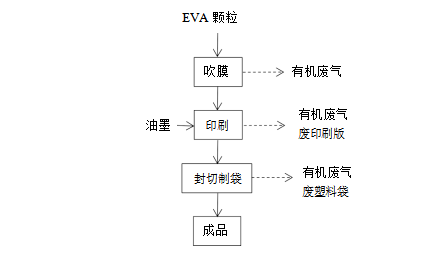 EVA 颗粒
吹膜
有机废气
油墨
印刷
有机废气
废印刷版
封切制袋
有机废气
废塑料袋
成品